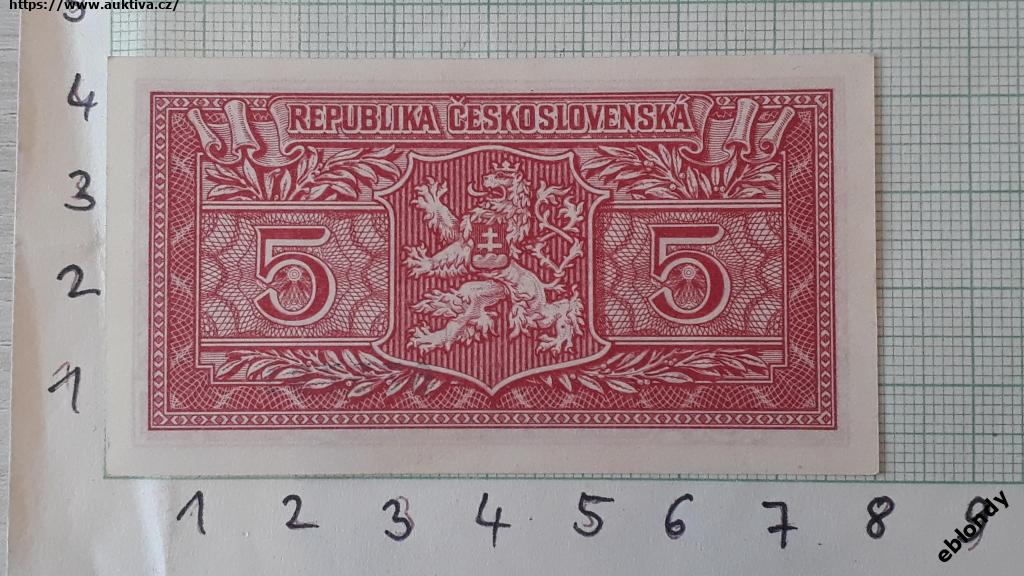 https://www.auktiva.cz/
5
4
3
2
1
REPUBLIKA ČESKOSLOVENSKÁ
5 5
1 2 3 4 5 6 7 8 9
eblondy